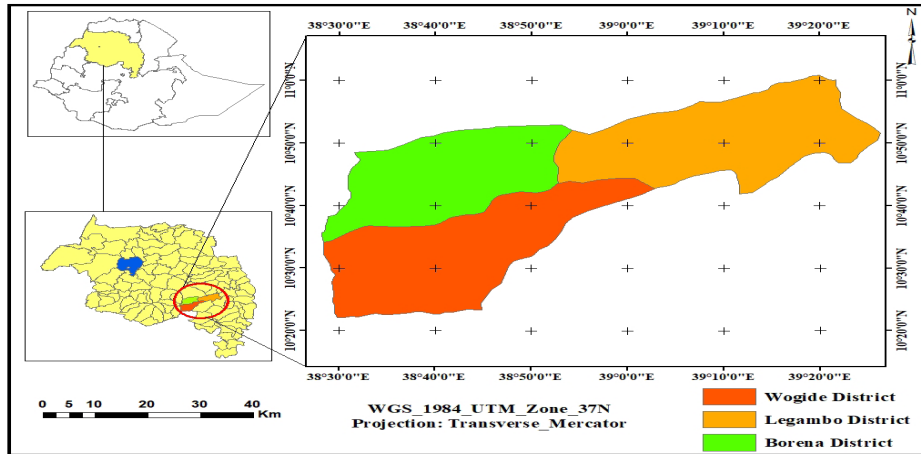 N
38°30'0"E 38°40'0"E 38°50'0"E 39°0'0"E 39°10'0"E 39°20'0"E
11°0'0"N 11°0'0"N
10°50'0"N 10°50'0"N
10°40'0"N 10°40'0"N
10°30'0"N 10°30'0"N
10°20'0"N 10°20'0"N
38°30'0"E 38°40'0"E 38°50'0"E 39°0'0"E 39°10'0"E 39°20'0"E
0 5 10 20 30 40
Km
WGS_1984_UTM_Zone_37N
Projection: Transverse_Mercator
Wogide District
Legambo District
Borena District